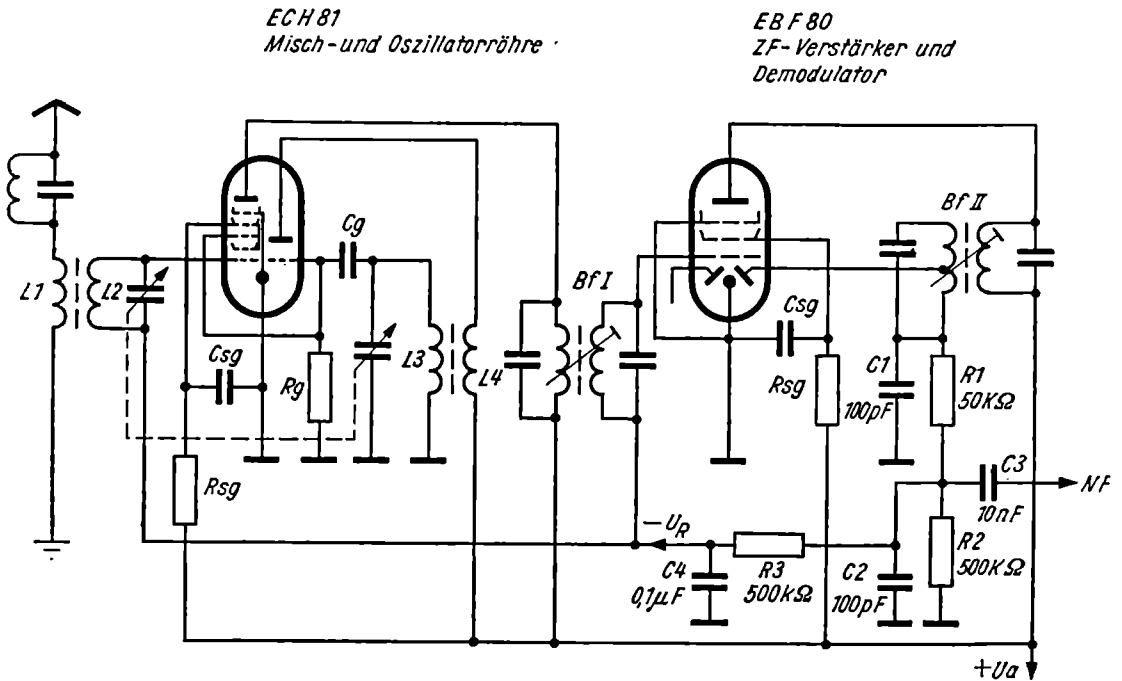 ECH 81
Misch- und Oszillatorröhre
EBF 80
ZF-Verstärker und
Demodulator
L1
L2
Csg
Rsg
Rg
Cg
L3
L4
Bf I
Csg
Rsg
Bf II
C1
100pF
R1
50KΩ
C3
10nF
NF
−UR
C4
0,1µF
R3
500KΩ
C2
100pF
R2
500KΩ
+Ua